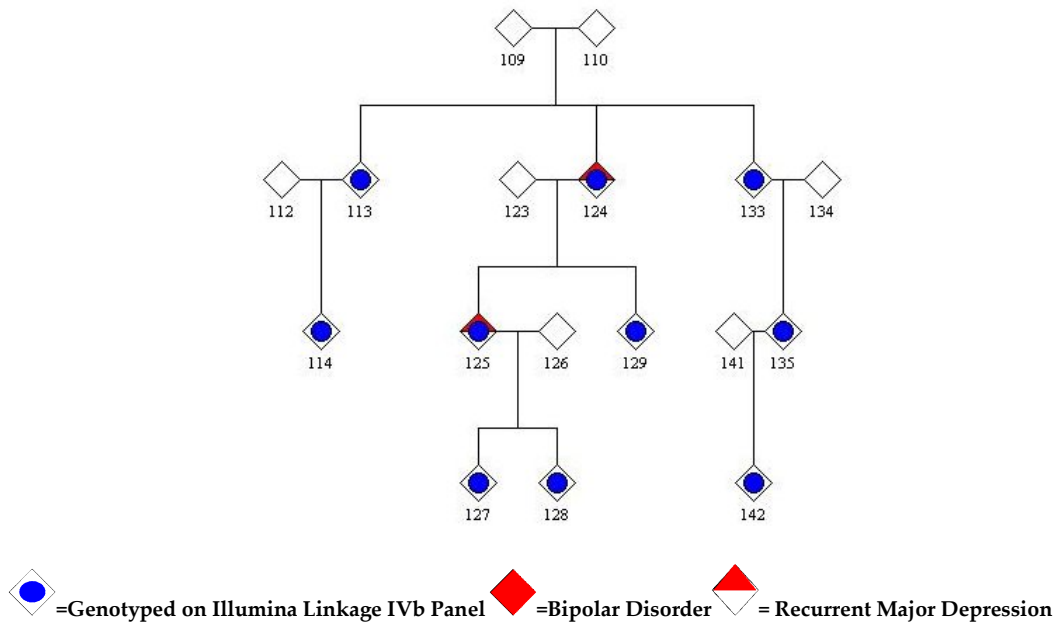 109 110
112 113 123 124 133 134
114 125 126 129 141 135
127 128 142
=Genotyped on Illumina Linkage IVb Panel =Bipolar Disorder = Recurrent Major Depression